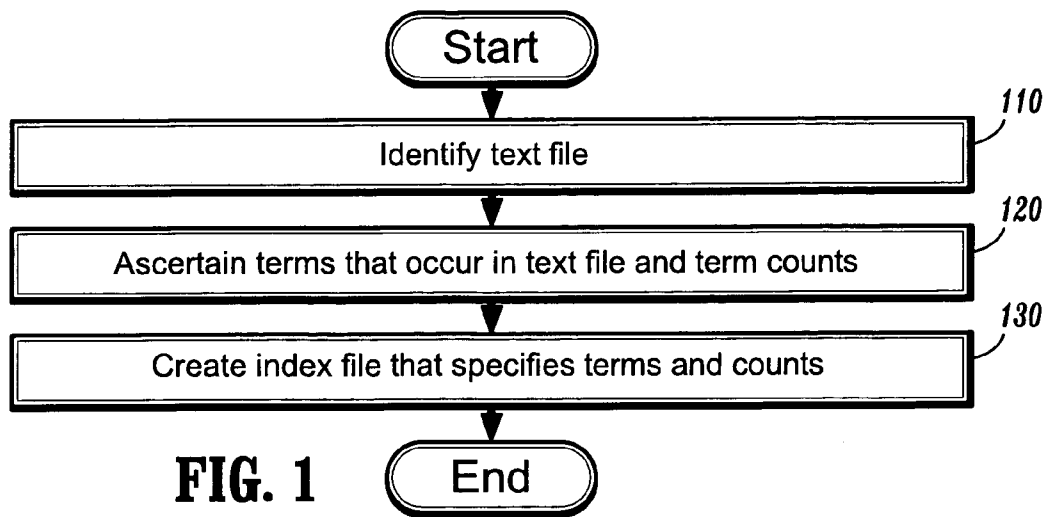 Start
110
Identify text file
120
Ascertain terms that occur in text file and term counts
130
Create index file that specifies terms and counts
FIG. 1
End